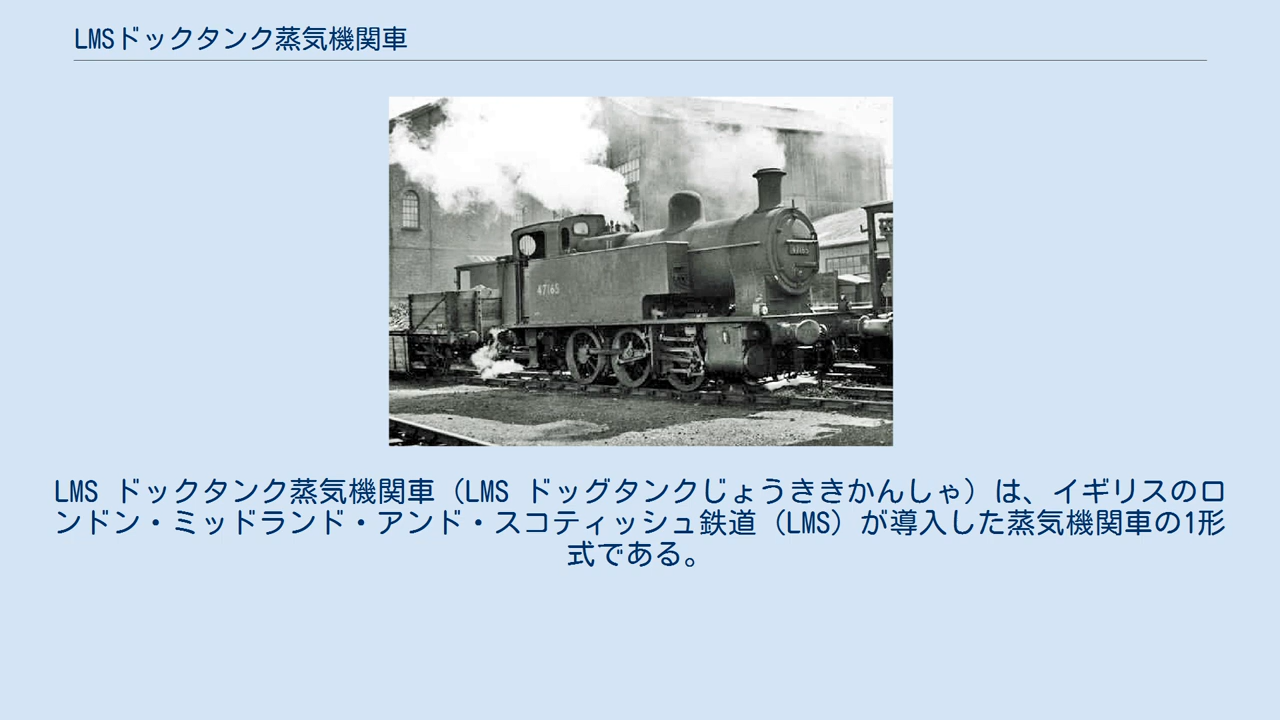 LMSドックタンク蒸気機関車
47165
47165
LMS ドックタンク蒸気機関車（LMS ドッグタンクじょうききかんしゃ）は、イギリスのロ
ンドン・ミッドランド・アンド・スコティッシュ鉄道（LMS）が導入した蒸気機関車の1形
式である。